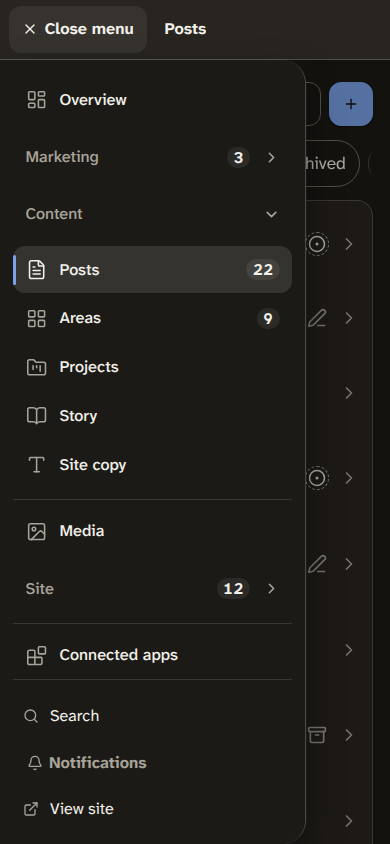 Close menu
Posts
Overview
Marketing 3
Content
Posts 22
Areas 9
Projects
Story
Site copy
Media
Site 12
Connected apps
Search
Notifications
View site
hived